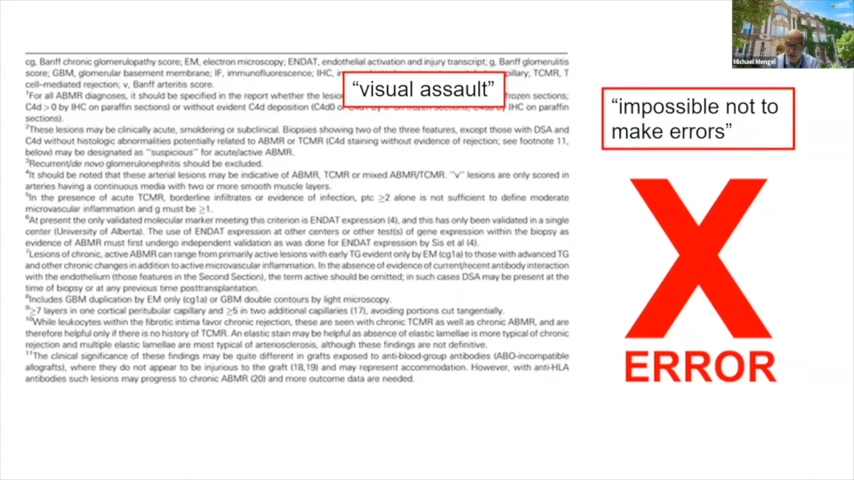 Michael Mengel
cg, Banff chronic glomerulopathy score; EM, electron microscopy; ENDAT, endothelial activation and injury transcript; g, Banff glomerulitis
score; GBM, glomerular basement membrane; IF, immunofluorescence; IHC,
pillary; TCMR, T
cell–mediated rejection; v, Banff arteritis score.
"visual assault"
¹For all ABMR diagnoses, it should be specified in the report whether the
frozen sections;
C4d > 0 by IHC on paraffin sections) or without evident C4d deposition (C4d0
IHC on paraffin
sections).
²These lesions may be clinically acute, smoldering or subclinical. Biopsies showing two of the three features, except those with DSA and
C4d without histologic abnormalities potentially related to ABMR or TCMR (C4d staining without evidence of rejection; see footnote 11,
below) may be designated as ''suspicious'' for acute/active ABMR.
³Recurrent/de novo glomerulonephritis should be excluded.
⁴It should be noted that these arterial lesions may be indicative of ABMR, TCMR or mixed ABMR/TCMR. ''v'' lesions are only scored in
arteries having a continuous media with two or more smooth muscle layers.
⁵In the presence of acute TCMR, borderline infiltrates or evidence of infection, ptc ≥2 alone is not sufficient to define moderate
microvascular inflammation and g must be ≥1.
⁶At present the only validated molecular marker meeting this criterion is ENDAT expression (4), and this has only been validated in a single
center (University of Alberta). The use of ENDAT expression at other centers or other test(s) of gene expression within the biopsy as
evidence of ABMR must first undergo independent validation as was done for ENDAT expression by Sis et al (4).
⁷Lesions of chronic, active ABMR can range from primarily active lesions with early TG evident only by EM (cg1a) to those with advanced TG
and other chronic changes in addition to active microvascular inflammation. In the absence of evidence of current/recent antibody interaction
with the endothelium (those features in the Second Section), the term active should be omitted; in such cases DSA may be present at the
time of biopsy or at any previous time posttransplantation.
⁸Includes GBM duplication by EM only (cg1a) or GBM double contours by light microscopy.
⁹≥7 layers in one cortical peritubular capillary and ≥5 in two additional capillaries (17), avoiding portions cut tangentially.
¹⁰While leukocytes within the fibrotic intima favor chronic rejection, these are seen with chronic TCMR as well as chronic ABMR, and are
therefore helpful only if there is no history of TCMR. An elastic stain may be helpful as absence of elastic lamellae is more typical of chronic
rejection and multiple elastic lamellae are most typical of arteriosclerosis, although these findings are not definitive.
¹¹The clinical significance of these findings may be quite different in grafts exposed to anti-blood-group antibodies (ABO-incompatible
allografts), where they do not appear to be injurious to the graft (18,19) and may represent accommodation. However, with anti-HLA
antibodies such lesions may progress to chronic ABMR (20) and more outcome data are needed.
"impossible not to
make errors"
X
ERROR